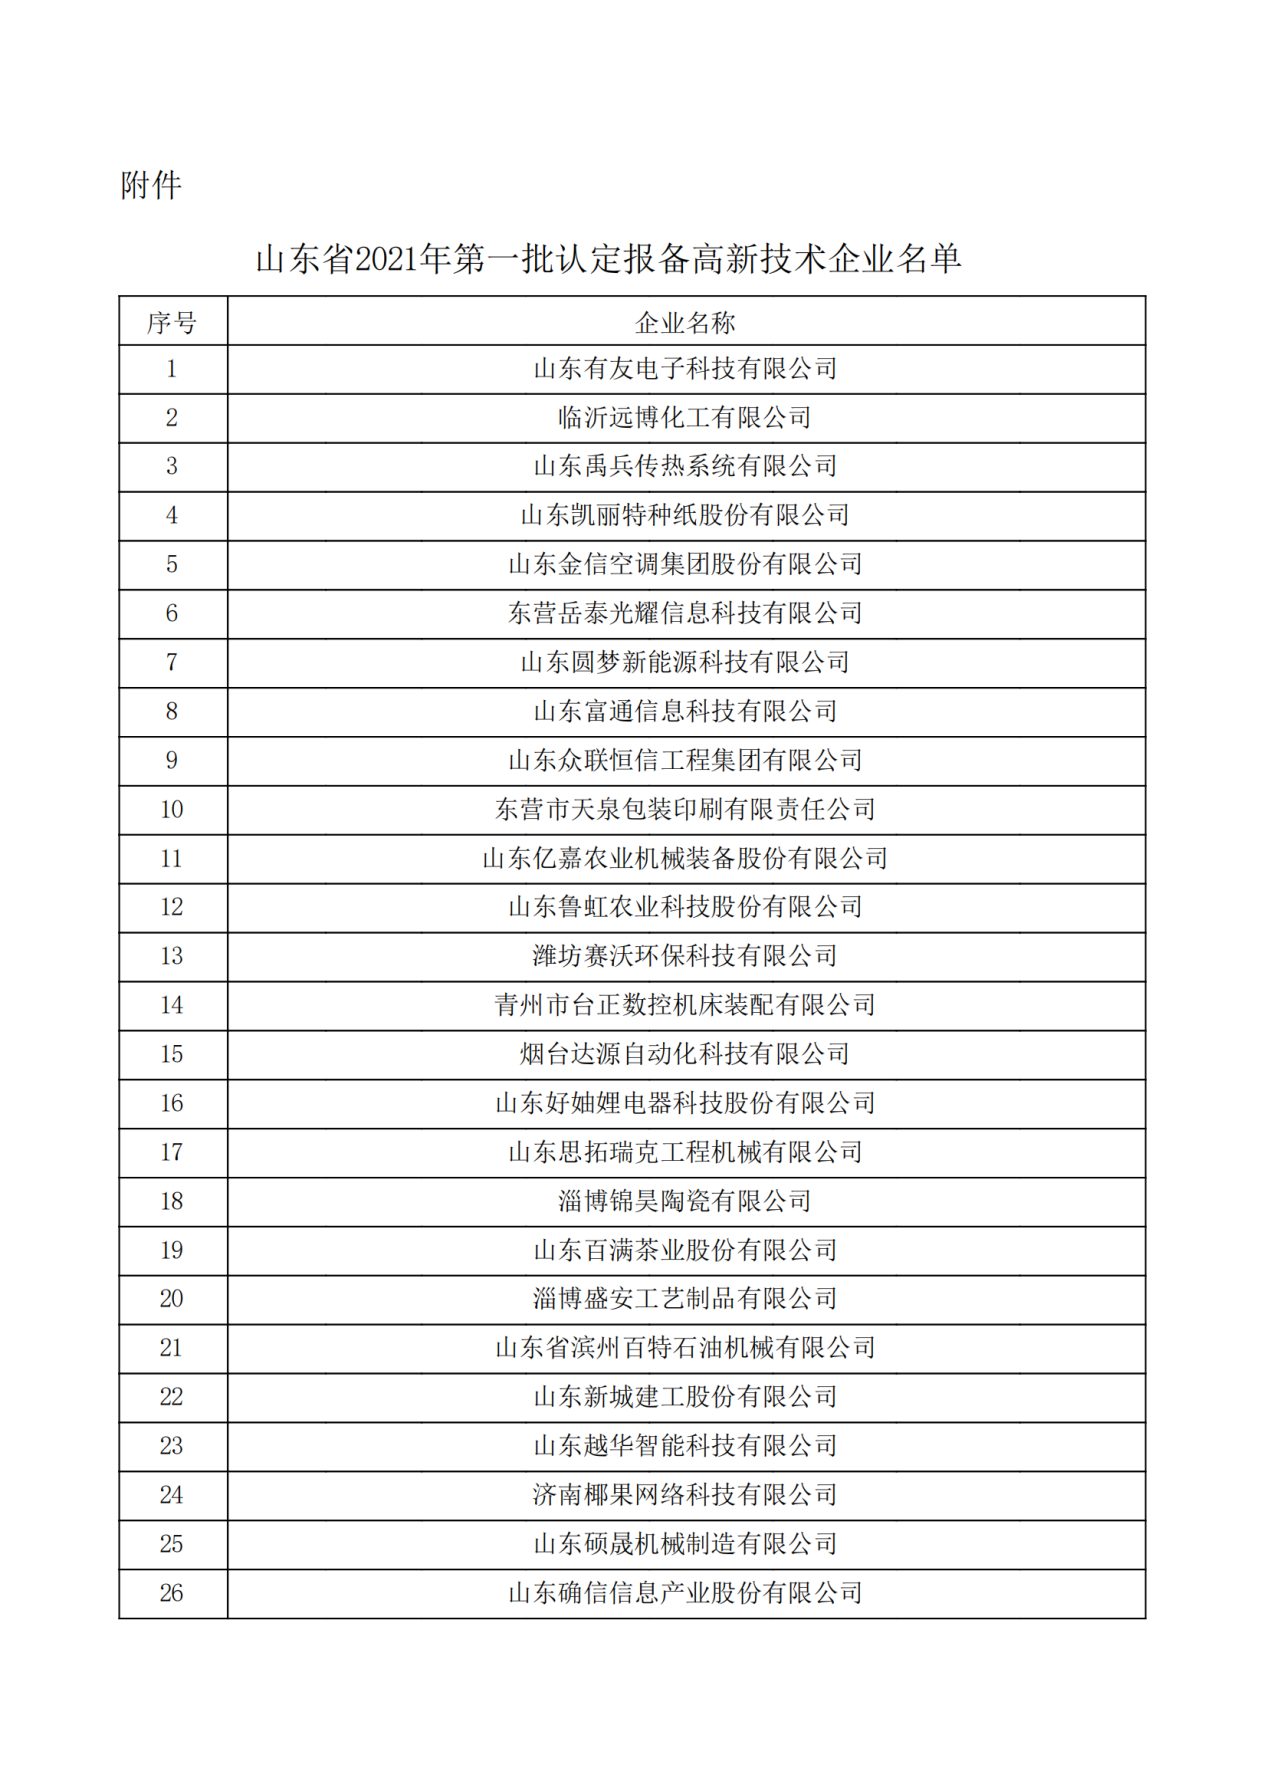 附件
山东省2021年第一批认定报备高新技术企业名单
序号 企业名称
1 山东有友电子科技有限公司
2 临沂远博化工有限公司
3 山东禹兵传热系统有限公司
4 山东凯丽特种纸股份有限公司
5 山东金信空调集团股份有限公司
6 东营岳泰光耀信息科技有限公司
7 山东圆梦新能源科技有限公司
8 山东富通信息科技有限公司
9 山东众联恒信工程集团有限公司
10 东营市天泉包装印刷有限责任公司
11 山东亿嘉农业机械装备股份有限公司
12 山东鲁虹农业科技股份有限公司
13 潍坊赛沃环保科技有限公司
14 青州市台正数控机床装配有限公司
15 烟台达源自动化科技有限公司
16 山东好妯娌电器科技股份有限公司
17 山东思拓瑞克工程机械有限公司
18 淄博锦昊陶瓷有限公司
19 山东百满茶业股份有限公司
20 淄博盛安工艺制品有限公司
21 山东省滨州百特石油机械有限公司
22 山东新城建工股份有限公司
23 山东越华智能科技有限公司
24 济南椰果网络科技有限公司
25 山东硕晟机械制造有限公司
26 山东确信信息产业股份有限公司